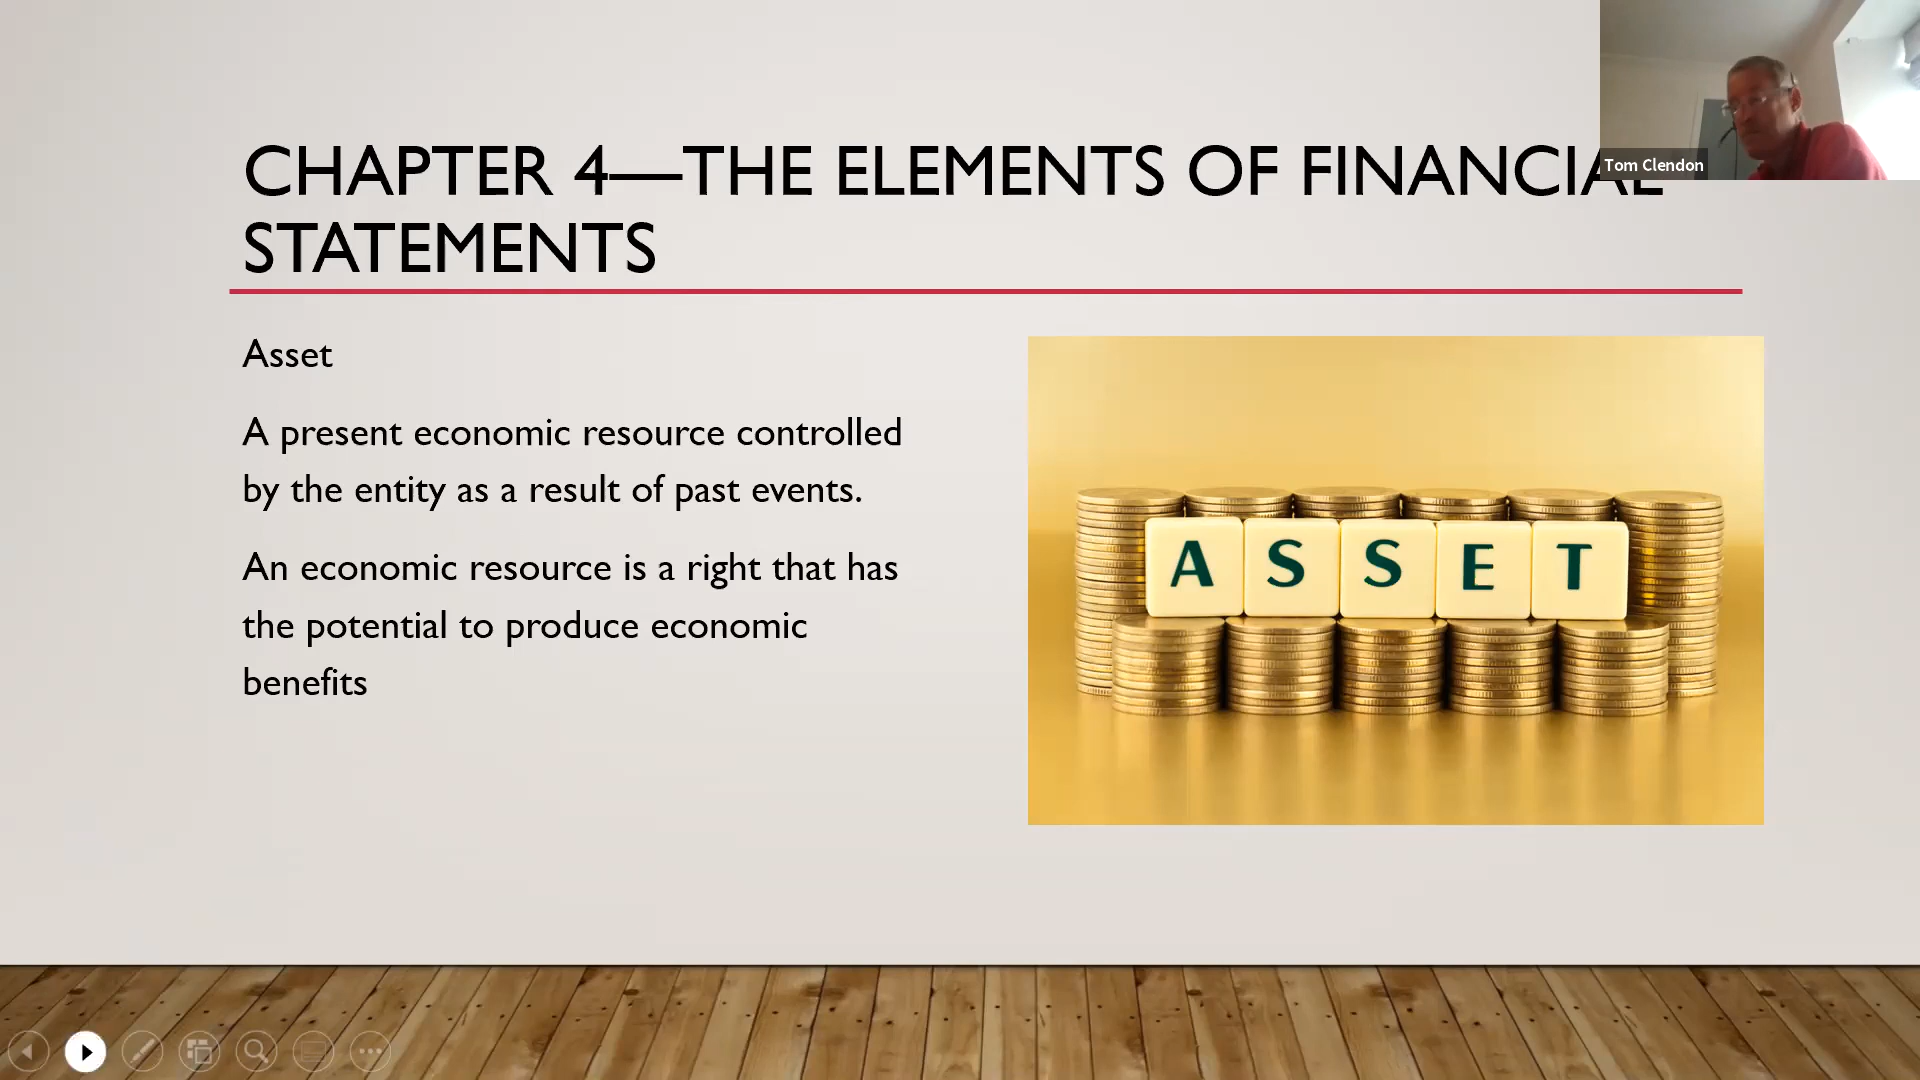 CHAPTER 4—THE ELEMENTS OF FINANCIAL
STATEMENTS
Tom Clendon
Asset
A present economic resource controlled
by the entity as a result of past events.
An economic resource is a right that has
the potential to produce economic
benefits
A S S E T